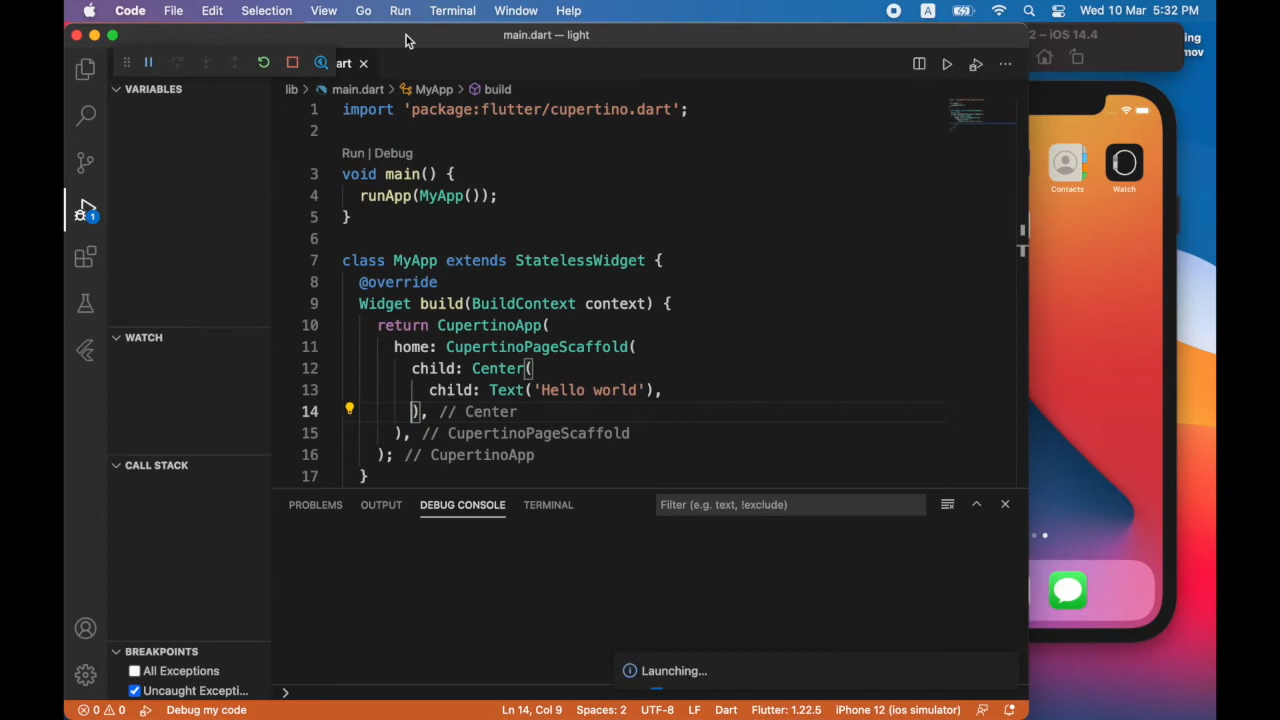 Code File Edit Selection View Go Run Terminal Window Help A Wed 10 Mar 5:32 PM
main.dart — light
2 – iOS 14.4
ing
mov
art
VARIABLES
lib › main.dart › MyApp › build
1 import 'package:flutter/cupertino.dart';
2
Run | Debug
3 void main() {
4 runApp(MyApp());
5 }
6
7 class MyApp extends StatelessWidget {
8 @override
9 Widget build(BuildContext context) {
10 return CupertinoApp(
11 home: CupertinoPageScaffold(
12 child: Center(
13 child: Text('Hello world'),
14 ), // Center
15 ), // CupertinoPageScaffold
16 ); // CupertinoApp
17 }
Contacts Watch
1
WATCH
CALL STACK
PROBLEMS OUTPUT DEBUG CONSOLE TERMINAL Filter (e.g. text, !exclude)
BREAKPOINTS
All Exceptions
Uncaught Excepti...
Launching...
0 0 Debug my code Ln 14, Col 9 Spaces: 2 UTF-8 LF Dart Flutter: 1.22.5 iPhone 12 (ios simulator)